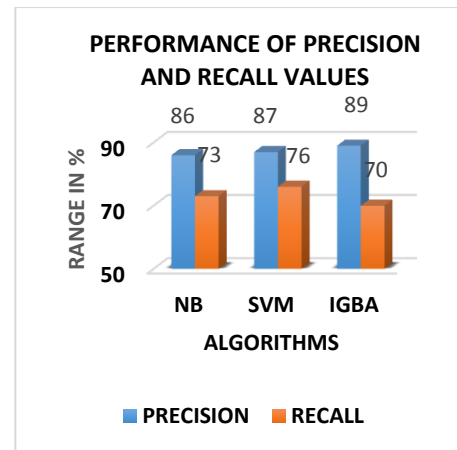 PERFORMANCE OF PRECISION
AND RECALL VALUES
86 87 89
90
73 76 70
70
50
RANGE IN %
NB SVM IGBA
ALGORITHMS
PRECISION RECALL